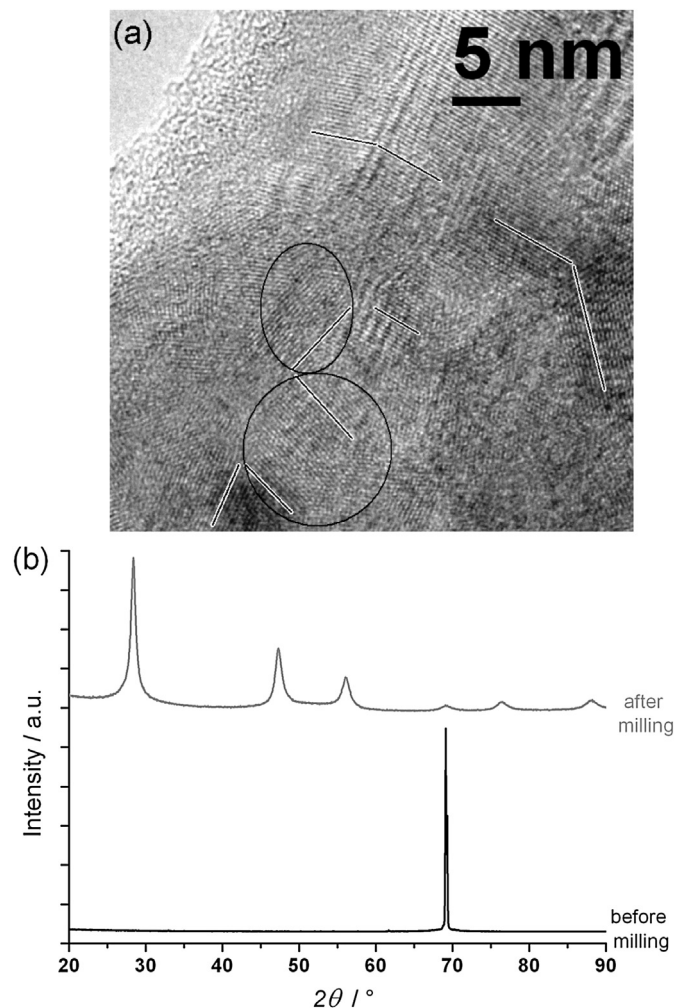 (a)
5 nm
(b)
Intensity / a.u.
after
milling
before
milling
20 30 40 50 60 70 80 90
2θ / °